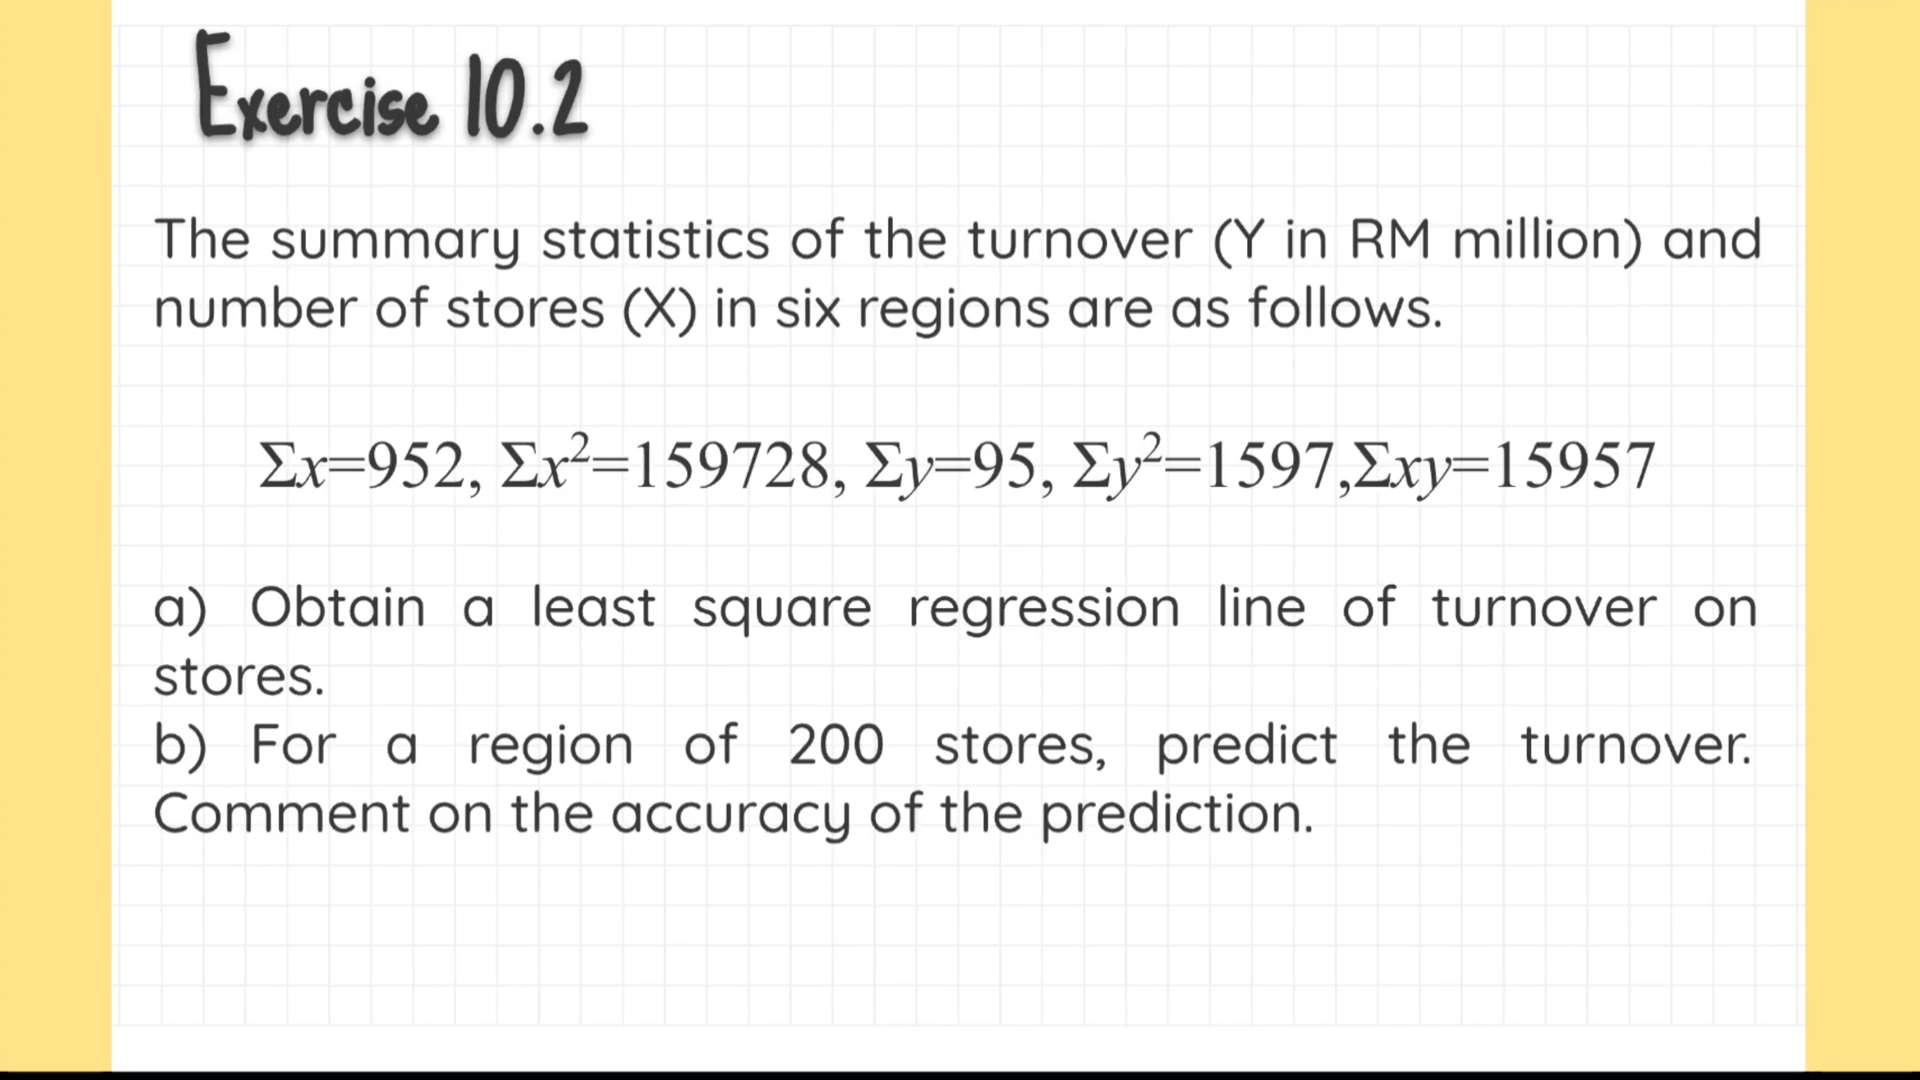 Exercise 10.2
The summary statistics of the turnover (Y in RM million) and
number of stores (X) in six regions are as follows.
Σx=952, Σx²=159728, Σy=95, Σy²=1597,Σxy=15957
a) Obtain a least square regression line of turnover on
stores.
b) For a region of 200 stores, predict the turnover.
Comment on the accuracy of the prediction.